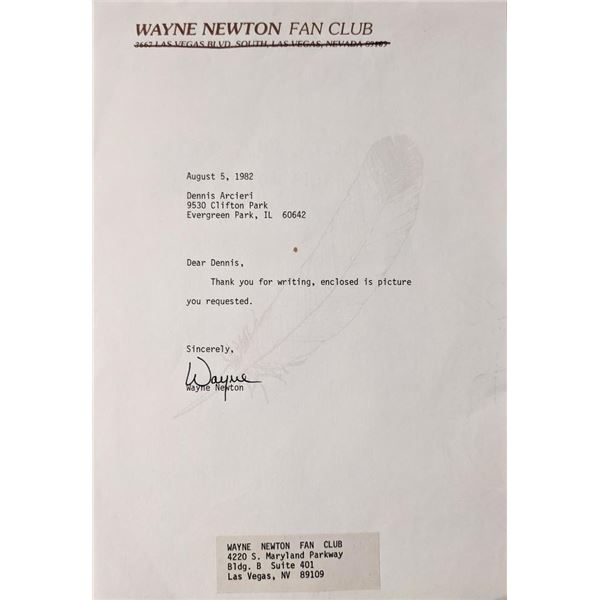 WAYNE NEWTON FAN CLUB
3667 LAS VEGAS BLVD. SOUTH, LAS VEGAS, NEVADA 89109
August 5, 1982
Dennis Arcieri
9530 Clifton Park
Evergreen Park, IL 60642
Dear Dennis,
Thank you for writing, enclosed is picture
you requested.
Sincerely,
Wayne
Wayne Newton
WAYNE NEWTON FAN CLUB
4220 S. Maryland Parkway
Bldg. B Suite 401
Las Vegas, NV 89109